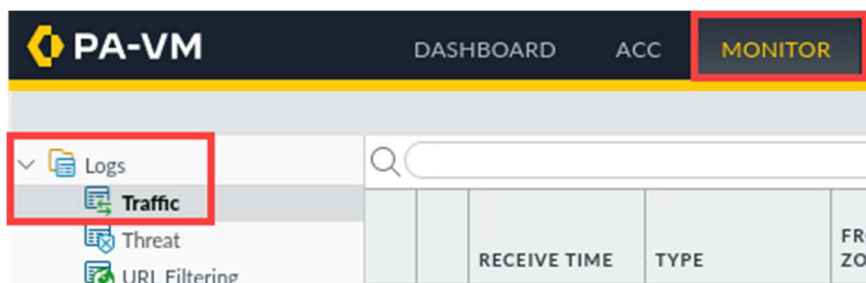 PA-VM DASHBOARD ACC MONITOR
Logs
Traffic
Threat
URL Filtering
RECEIVE TIME TYPE